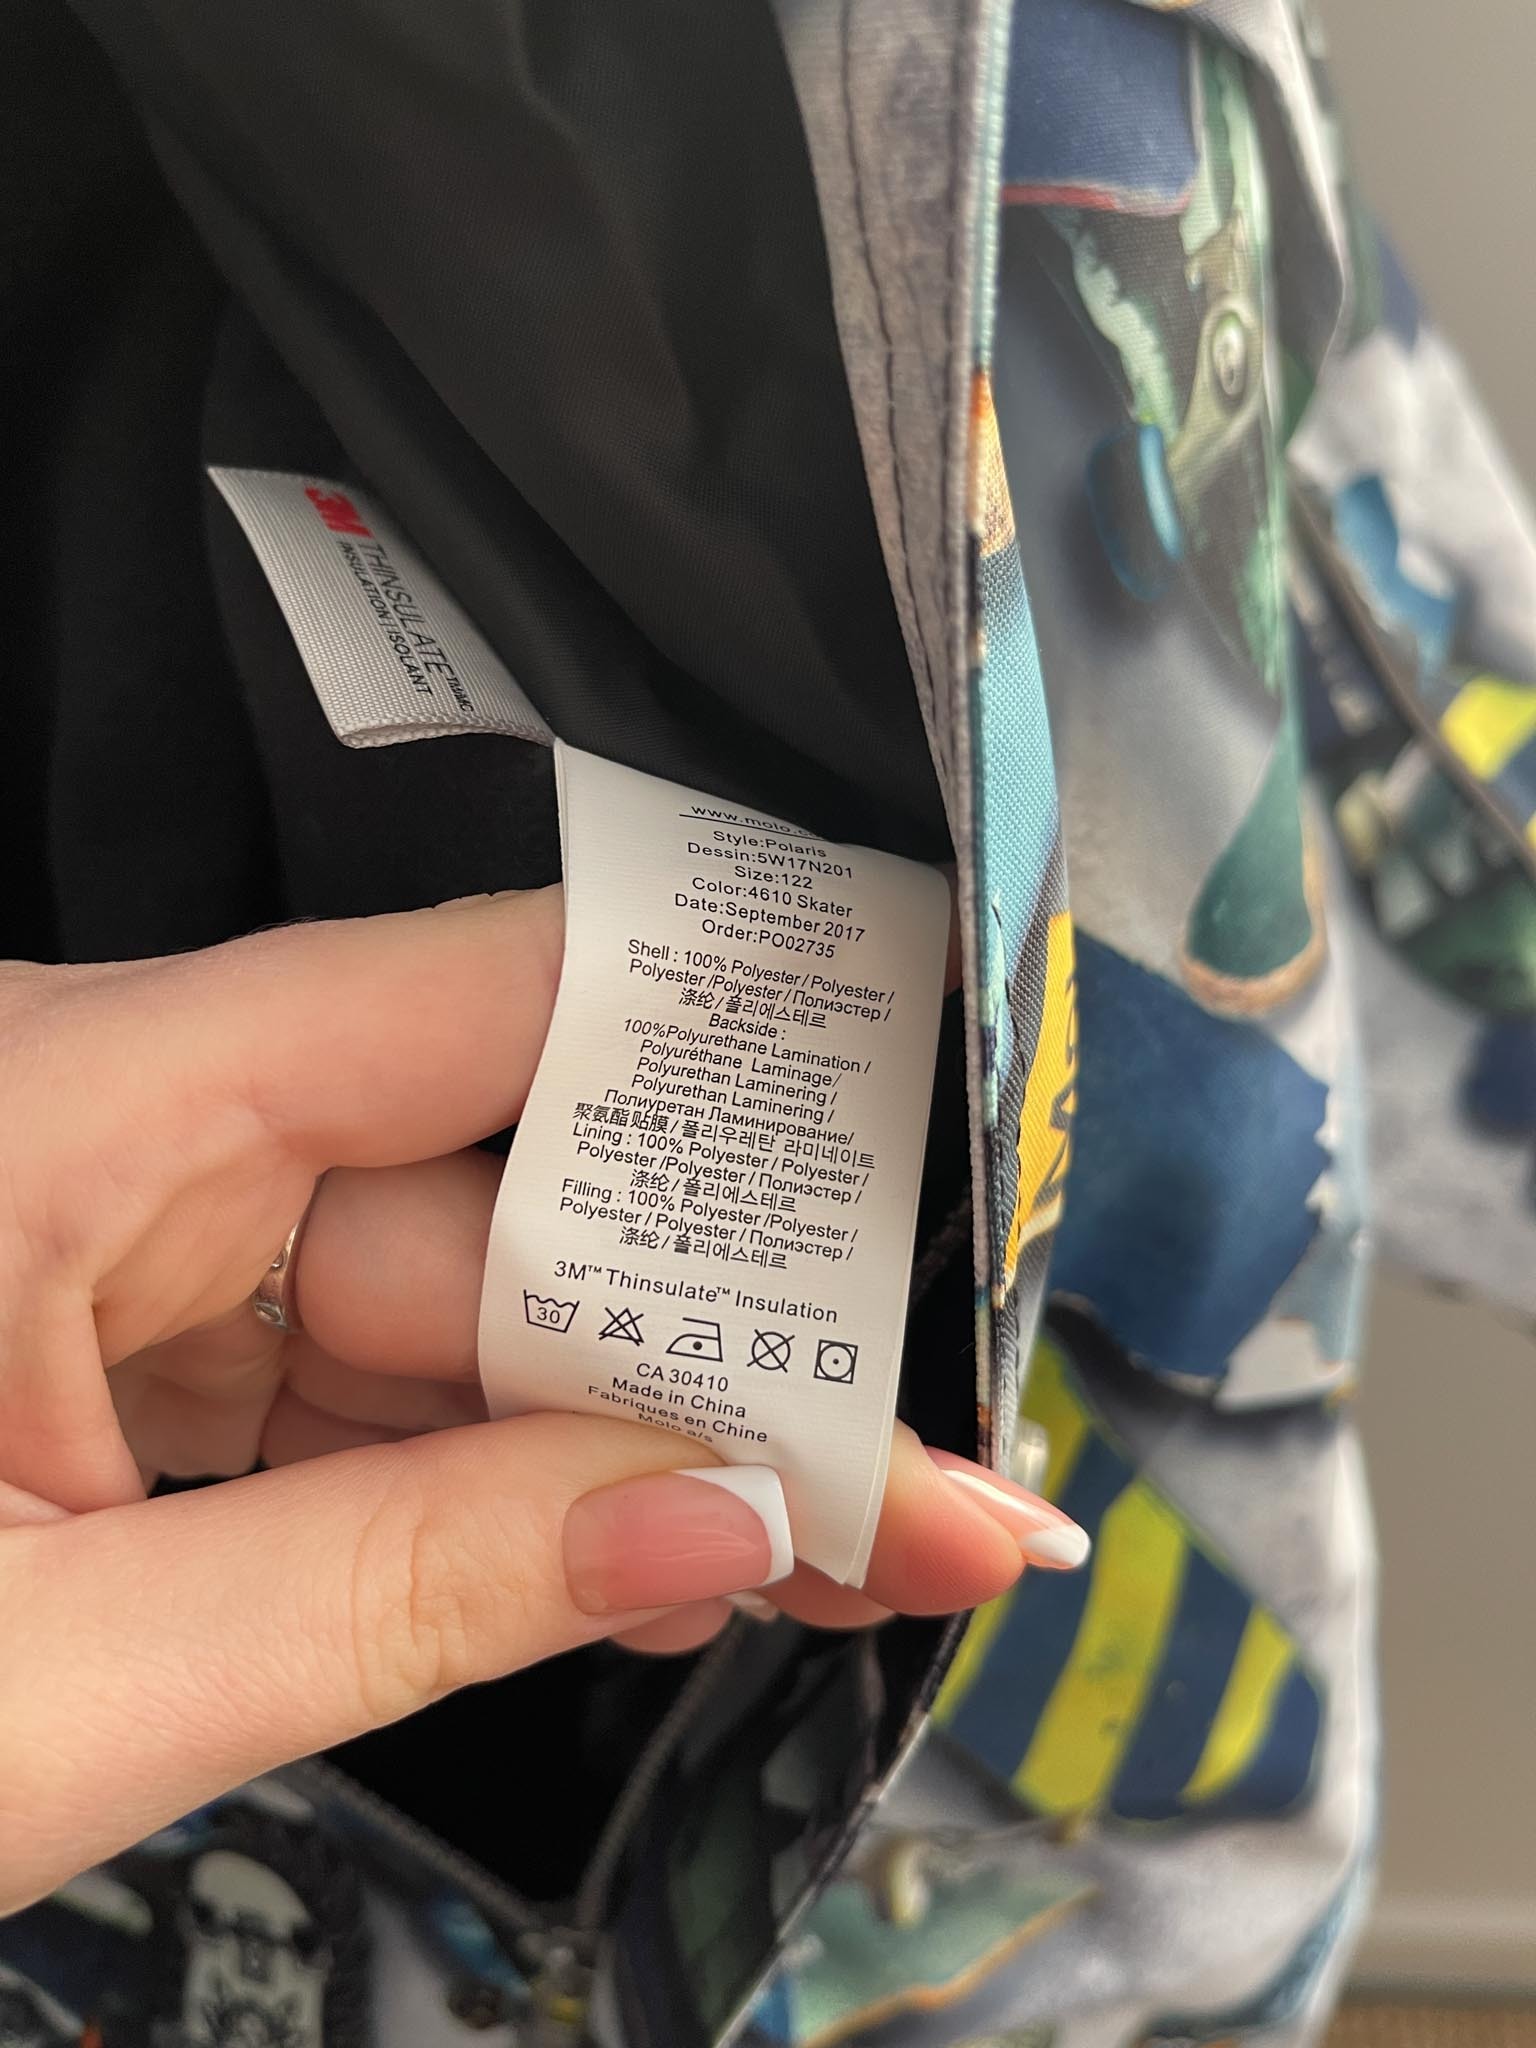 3M THINSULATE™MC
INSULATION | ISOLANT
www.molo.
Style:Polaris
Dessin:5W17N201
Size:122
Color:4610 Skater
Date:September 2017
Order:PO02735
Shell : 100% Polyester / Polyester /
Polyester /Polyester / Полиэстер /
涤纶 / 폴리에스테르
Backside :
100%Polyurethane Lamination /
Polyuréthane Laminage/
Polyurethan Laminering /
Polyurethan Laminering /
Полиуретан Ламинирование/
聚氨酯贴膜 / 폴리우레탄 라미네이트
Lining : 100% Polyester / Polyester /
Polyester /Polyester / Полиэстер /
涤纶 / 폴리에스테르
Filling : 100% Polyester /Polyester /
Polyester / Polyester / Полиэстер /
涤纶 / 폴리에스테르
3M™ Thinsulate™ Insulation
30
CA 30410
Made in China
Fabriques en Chine
Molo a/s